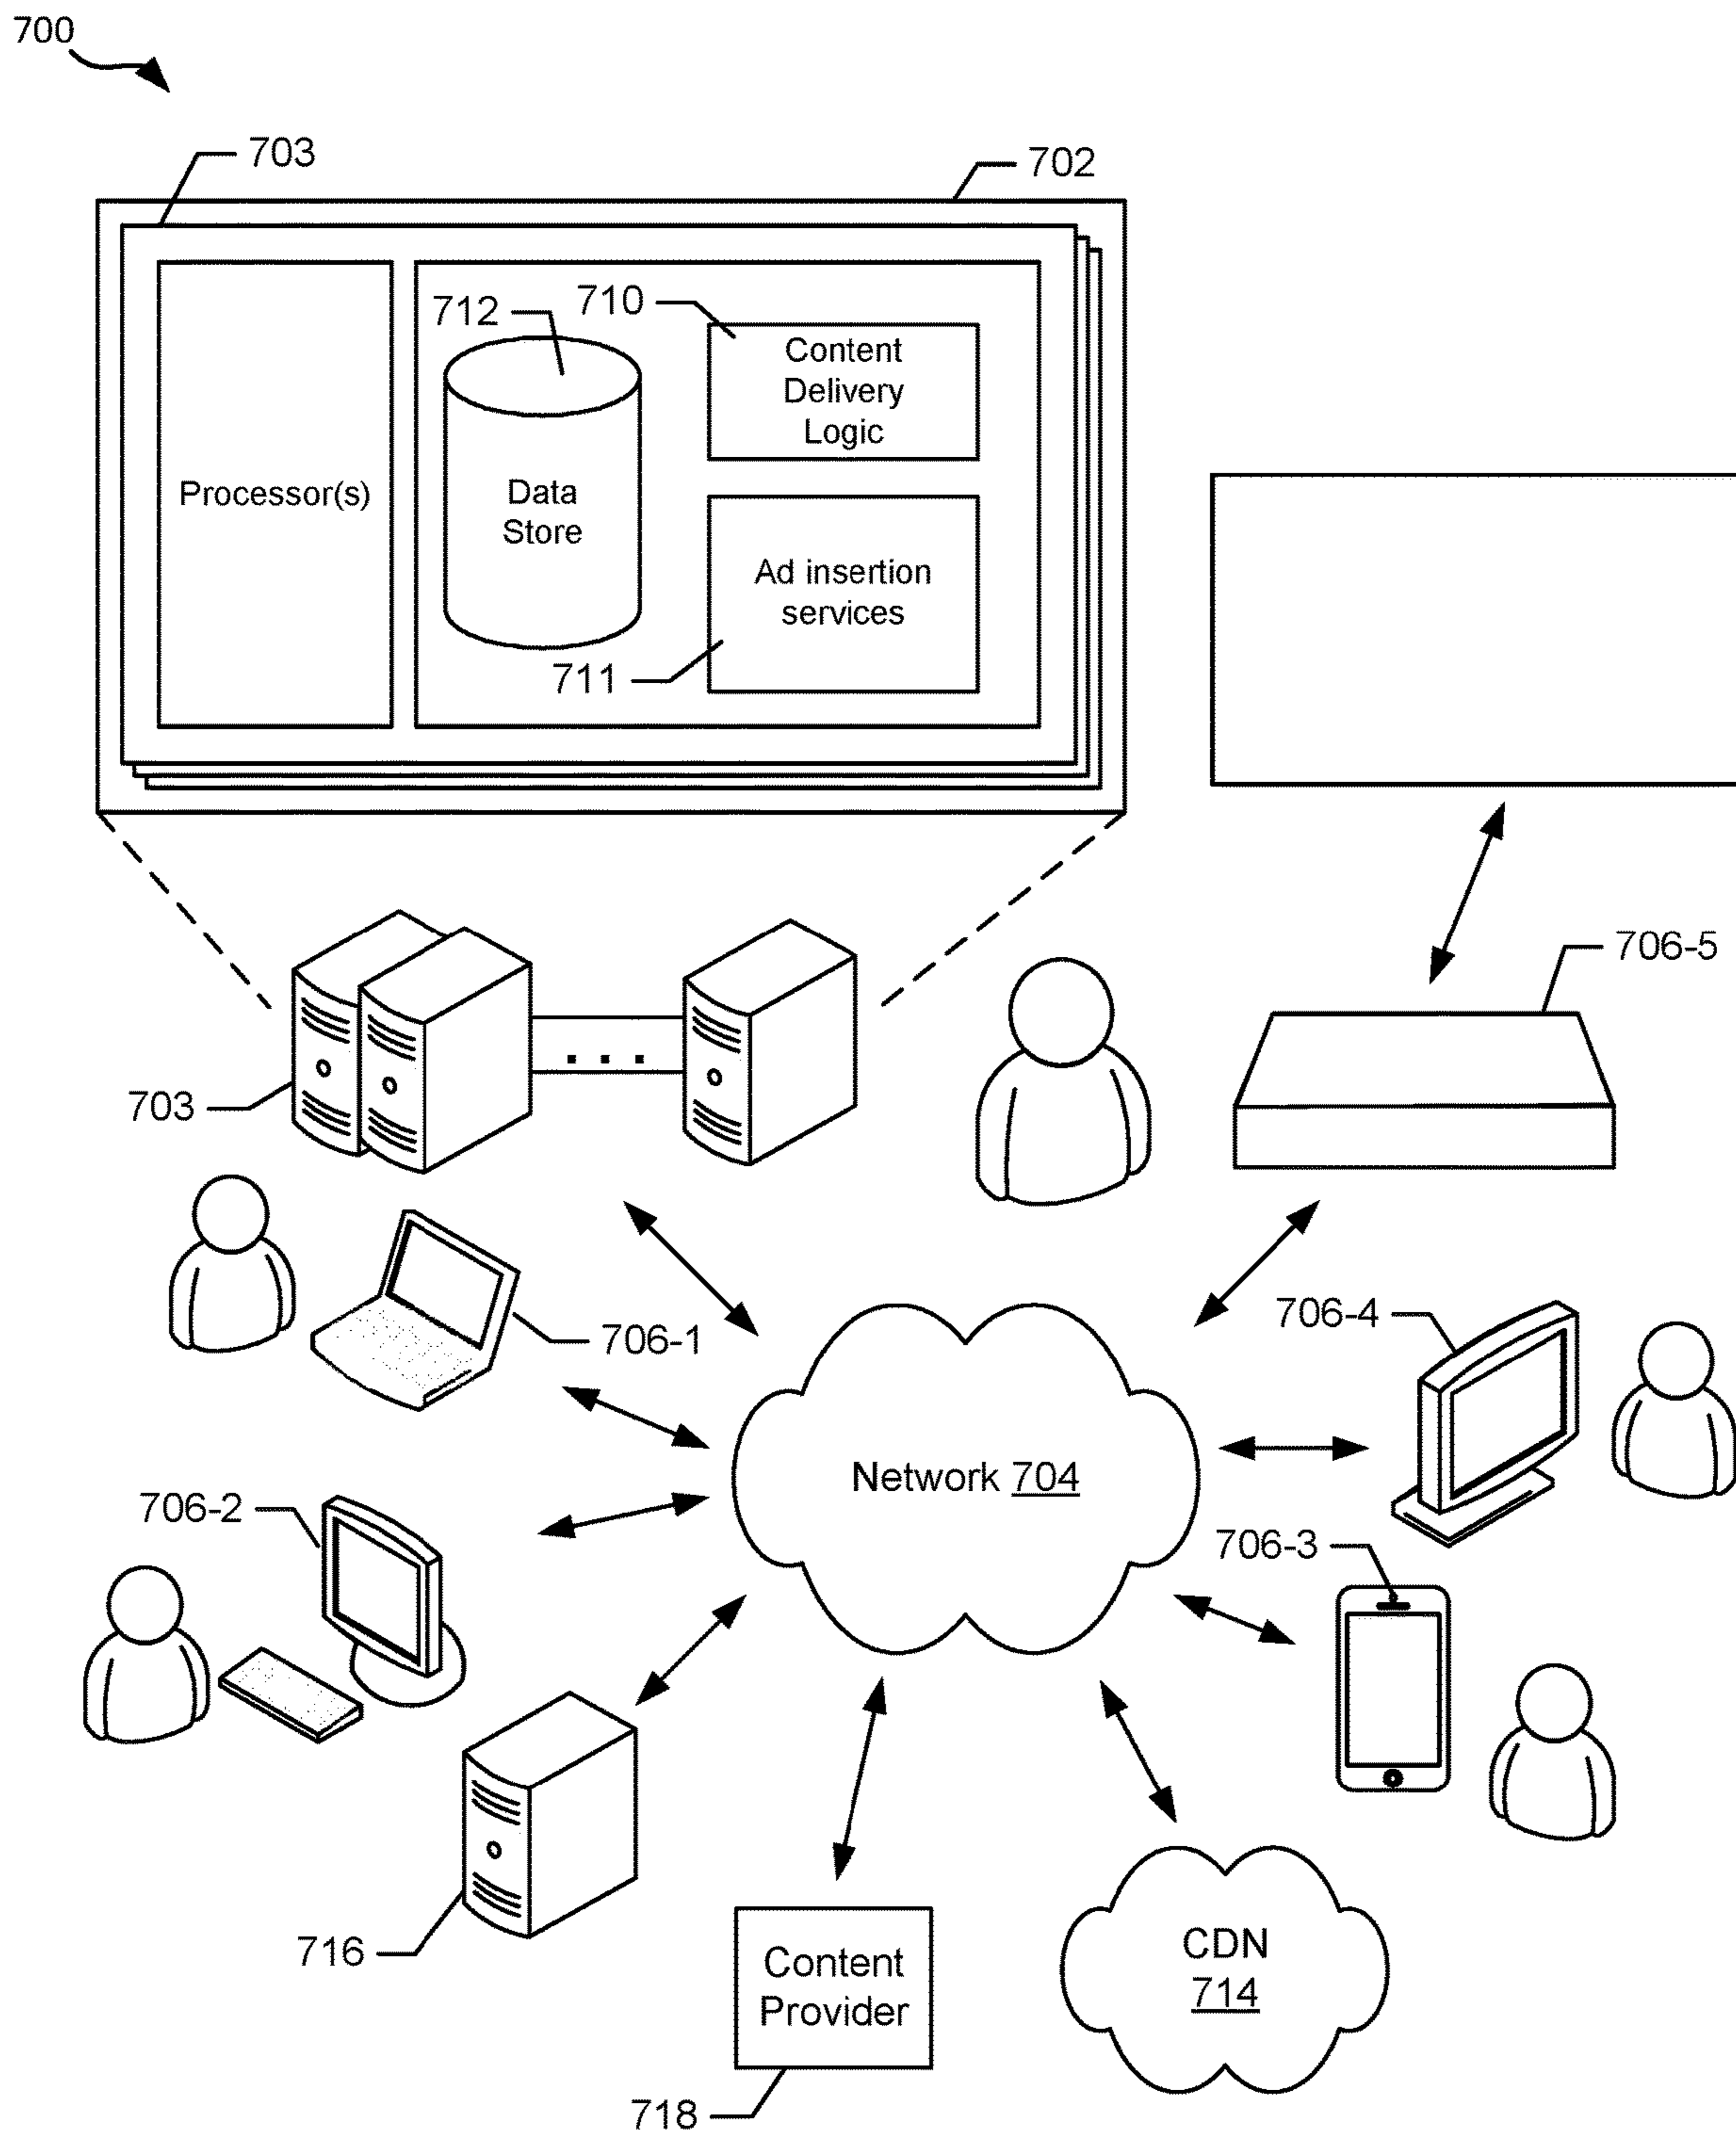 700
703
702
712
710
Content
Delivery
Logic
Processor(s)
Data
Store
Ad insertion
services
711
706-5
703
706-1
706-4
Network 704
706-2
706-3
716
Content
Provider
CDN
714
718